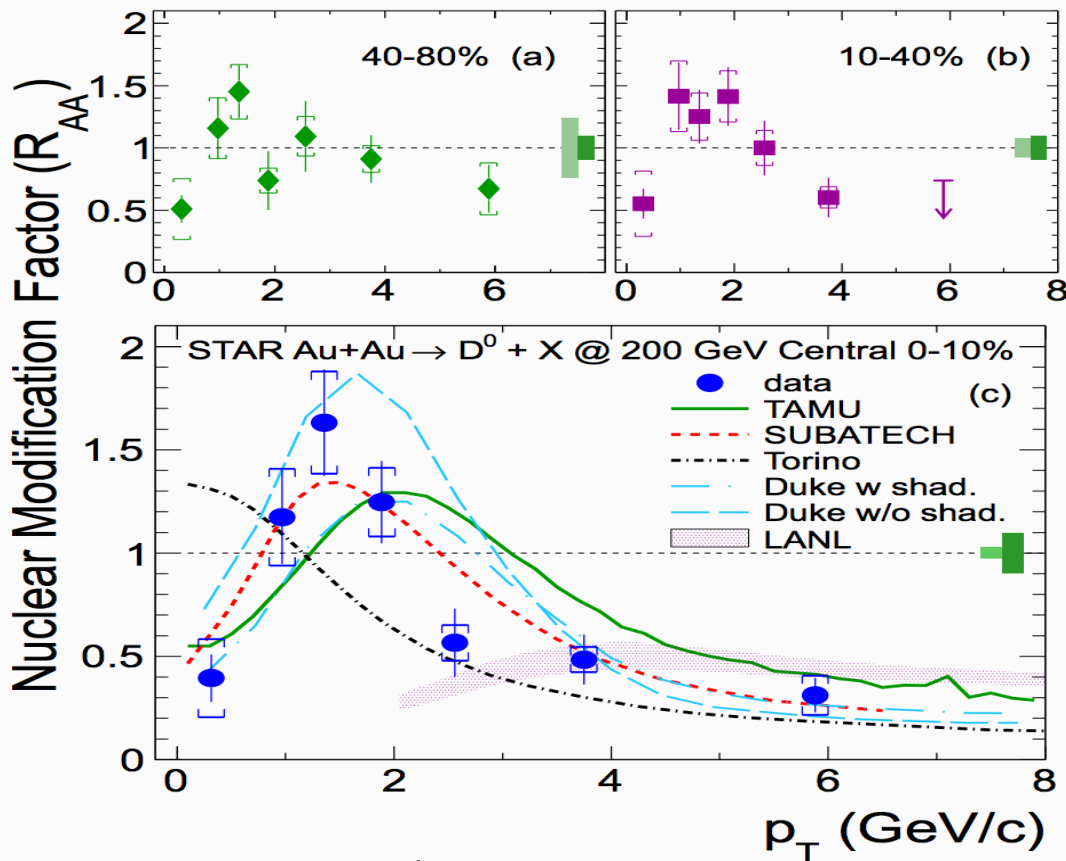 Nuclear Modification Factor (R_AA)
2
1.5
1
0.5
0
40-80% (a)
10-40% (b)
0 2 4 6
0 2 4 6 8
STAR Au+Au → D⁰ + X @ 200 GeV Central 0-10%
(c)
data
TAMU
SUBATECH
Torino
Duke w shad.
Duke w/o shad.
LANL
2
1.5
1
0.5
0
0 2 4 6 8
p_T (GeV/c)